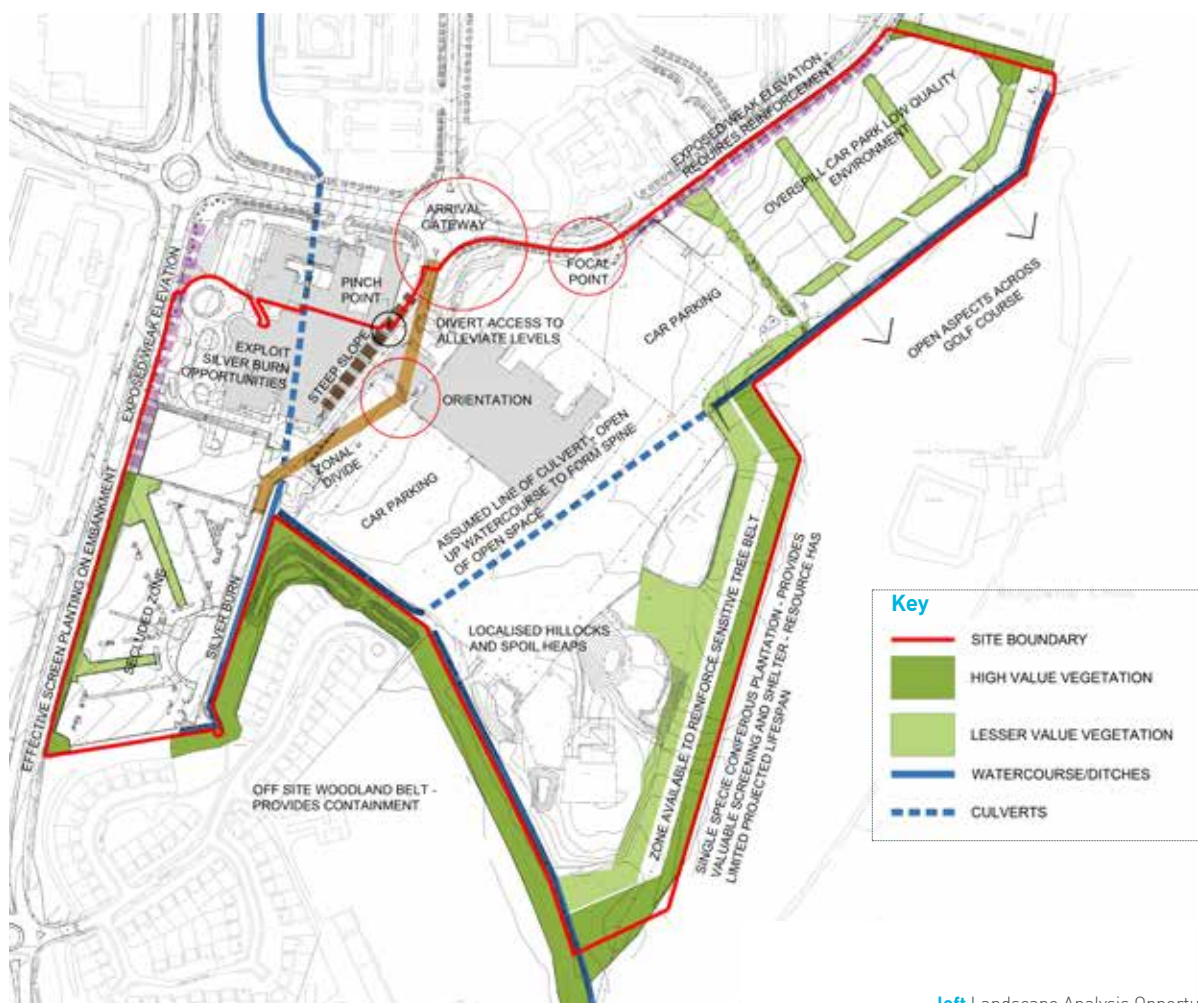 EXPOSED/WEAK ELEVATION -
REQUIRES REINFORCEMENT
OVERSPILL CAR PARK LOW QUALITY
ENVIRONMENT
ARRIVAL
GATEWAY
FOCAL
POINT
EXPOSED/WEAK ELEVATION
PINCH
POINT
CAR PARKING
OPEN ASPECTS ACROSS
GOLF COURSE
DIVERT ACCESS TO
ALLEVIATE LEVELS
EXPLOIT
SILVER BURN
OPPORTUNITIES
STEEP SLOPE
ORIENTATION
ZONAL
DIVIDE
CAR PARKING
ASSUMED LINE OF CULVERT - OPEN
UP WATERCOURSE TO FORM SPINE
OF OPEN SPACE
EFFECTIVE SCREEN PLANTING ON EMBANKMENT
SECLUDED ZONE
SILVER BURN
LOCALISED HILLOCKS
AND SPOIL HEAPS
ZONE AVAILABLE TO REINFORCE SENSITIVE TREE BELT
SINGLE SPECIE CONIFEROUS PLANTATION - PROVIDES
VALUABLE SCREENING AND SHELTER - RESOURCE HAS
LIMITED PROJECTED LIFESPAN
OFF SITE WOODLAND BELT -
PROVIDES CONTAINMENT
Key
SITE BOUNDARY
HIGH VALUE VEGETATION
LESSER VALUE VEGETATION
WATERCOURSE/DITCHES
CULVERTS
left | Landscape Analysis Opportu